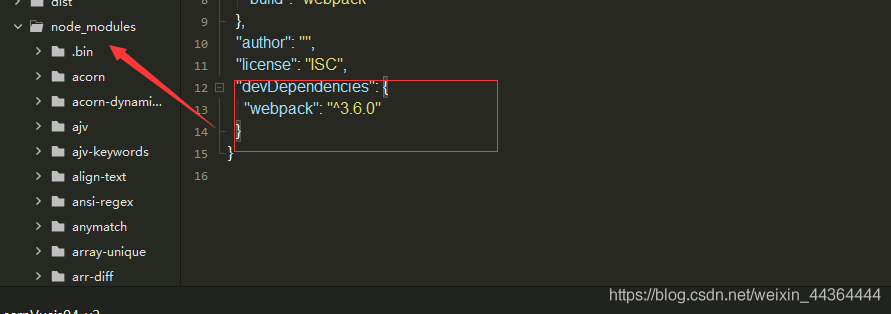 dist
node_modules
.bin
acorn
acorn-dynami...
ajv
ajv-keywords
align-text
ansi-regex
anymatch
array-unique
arr-diff
8 "build": "webpack"
9 },
10 "author": "",
11 "license": "ISC",
12 "devDependencies": {
13 "webpack": "^3.6.0"
14 }
15 }
16
https://blog.csdn.net/weixin_44364444